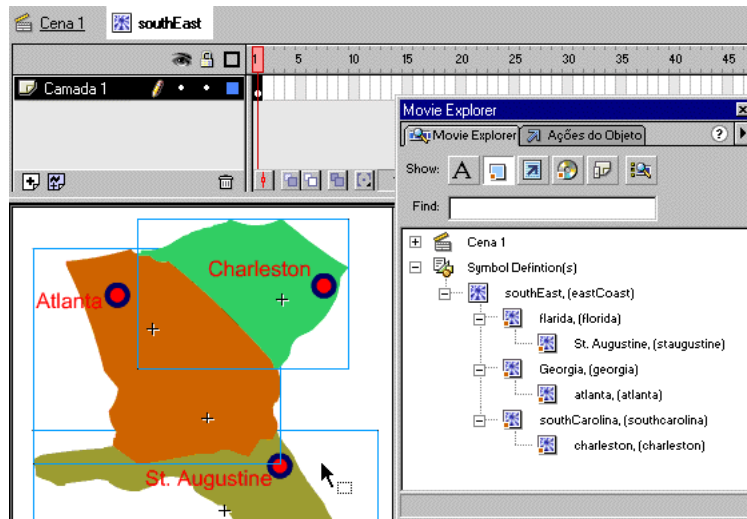 Cena 1 southEast
1 5 10 15 20 25 30 35 40 45
Camada 1
Movie Explorer
Movie Explorer Ações do Objeto ?
Show: A
Find:
Cena 1
Symbol Defintion(s)
southEast, (eastCoast)
flarida, (florida)
St. Augustine, (staugustine)
Georgia, (georgia)
atlanta, (atlanta)
southCarolina, (southcarolina)
charleston, (charleston)
Charleston
Atlanta
St. Augustine